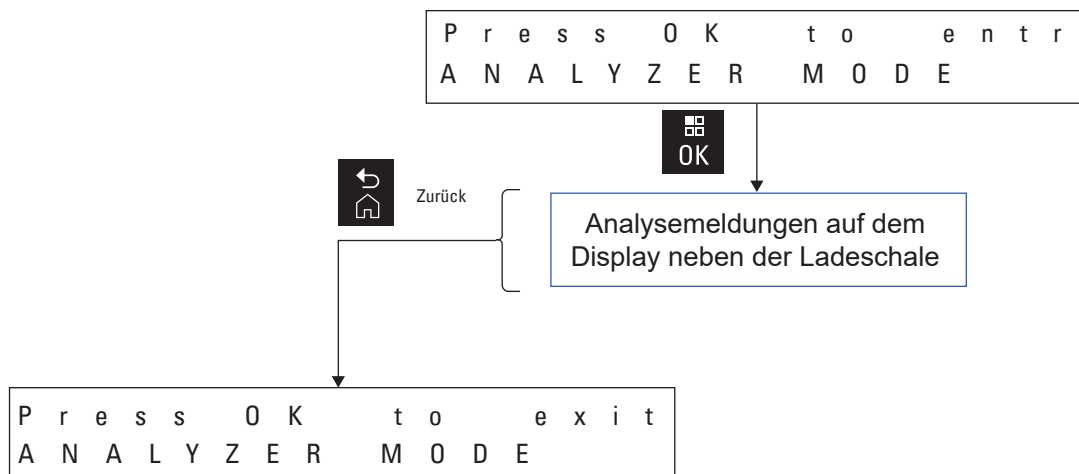 Press OK to entr
ANALYZER MODE
OK
Zurück
Analysemeldungen auf dem
Display neben der Ladeschale
Press OK to exit
ANALYZER MODE